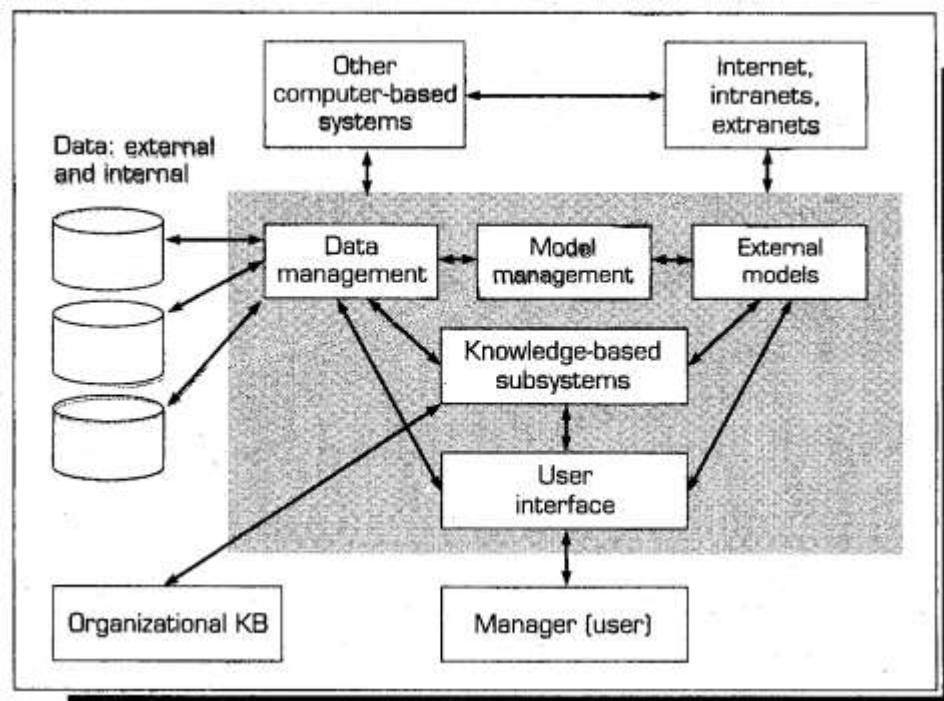 Other
computer-based
systems
Internet,
intranets,
extranets
Data: external
and internal
Data
management
Model
management
External
models
Knowledge-based
subsystems
User
interface
Organizational KB
Manager (user)